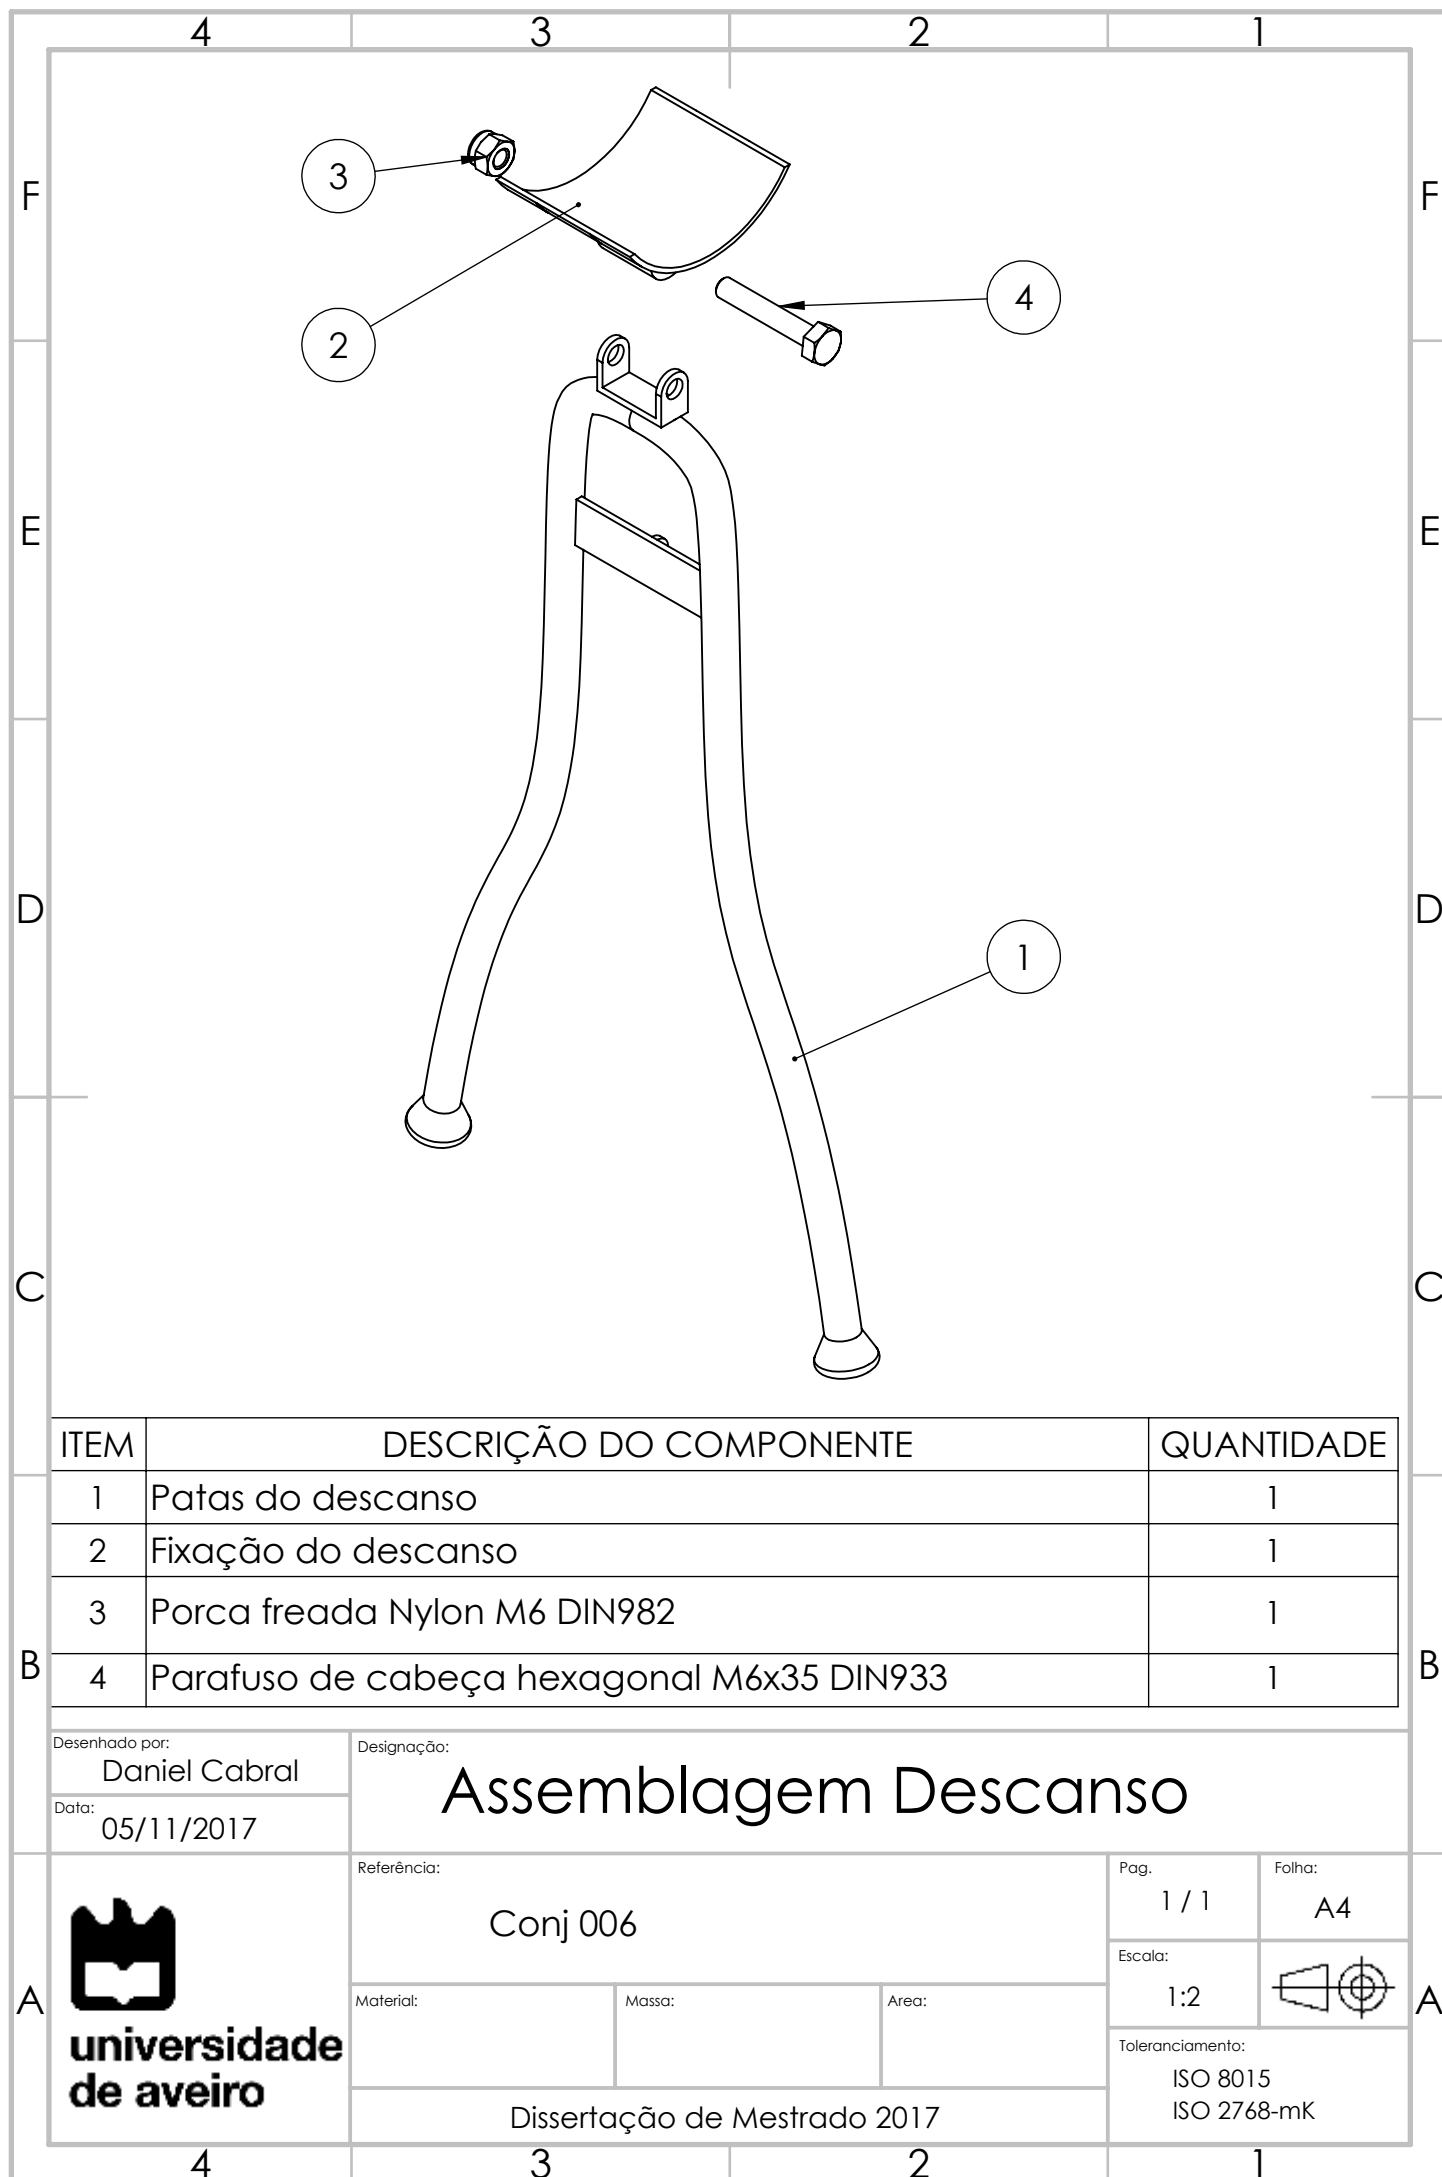 4 3 2 1
F F
3
4
2
E E
D D
1
C C
ITEM DESCRIÇÃO DO COMPONENTE QUANTIDADE
1 Patas do descanso 1
2 Fixação do descanso 1
3 Porca freada Nylon M6 DIN982 1
B B
4 Parafuso de cabeça hexagonal M6x35 DIN933 1
Desenhado por:
Daniel Cabral
Data:
05/11/2017
Designação:
Assemblagem Descanso
Referência:
Conj 006
Pag.
1 / 1
Folha:
A4
Escala:
1:2
A A
Material:
Massa:
Area:
Toleranciamento:
ISO 8015
ISO 2768-mK
universidade
de aveiro
Dissertação de Mestrado 2017
4 3 2 1